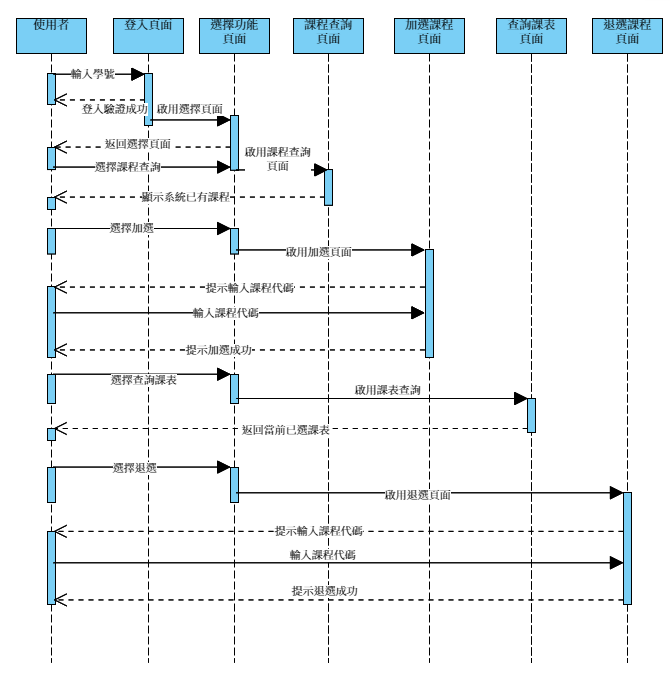 使用者
登入頁面
選擇功能
頁面
課程查詢
頁面
加選課程
頁面
查詢課表
頁面
退選課程
頁面
輸入學號
登入驗證成功
啟用選擇頁面
返回選擇頁面
啟用課程查詢
頁面
選擇課程查詢
顯示系統已有課程
選擇加選
啟用加選頁面
提示輸入課程代碼
輸入課程代碼
提示加選成功
選擇查詢課表
啟用課表查詢
返回當前已選課表
選擇退選
啟用退選頁面
提示輸入課程代碼
輸入課程代碼
提示退選成功